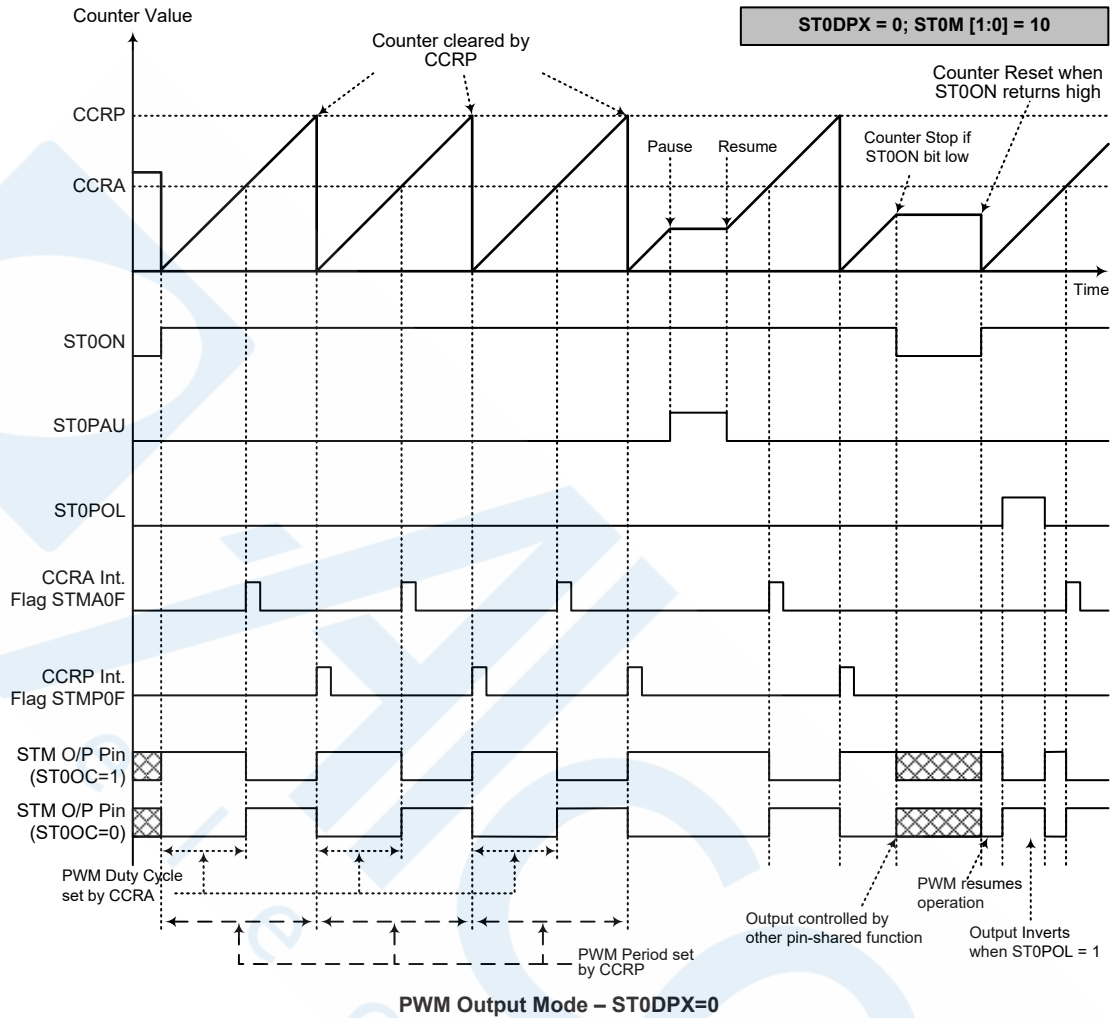 Counter Value
ST0DPX = 0; ST0M [1:0] = 10
Counter cleared by
CCRP
Counter Reset when
ST0ON returns high
CCRP
Pause
Resume
Counter Stop if
ST0ON bit low
CCRA
Time
ST0ON
ST0PAU
ST0POL
CCRA Int.
Flag STMA0F
CCRP Int.
Flag STMP0F
STM O/P Pin
(ST0OC=1)
STM O/P Pin
(ST0OC=0)
PWM Duty Cycle
set by CCRA
PWM resumes
operation
Output controlled by
other pin-shared function
Output Inverts
when ST0POL = 1
PWM Period set
by CCRP
PWM Output Mode – ST0DPX=0